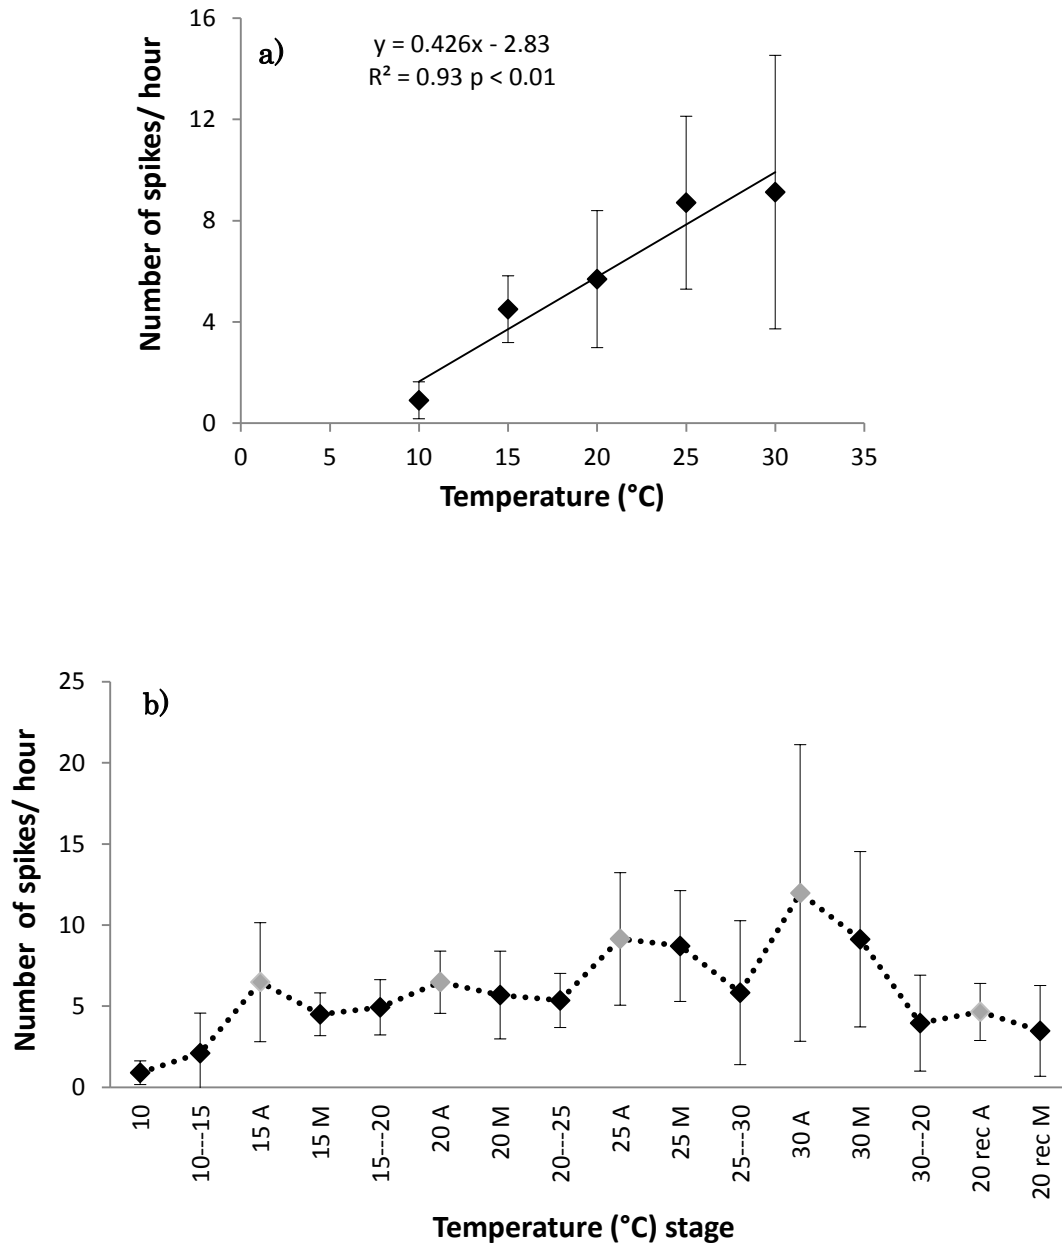 a)
y = 0.426x - 2.83
R² = 0.93 p < 0.01
Number of spikes/ hour
16
12
8
4
0
0 5 10 15 20 25 30 35
Temperature (°C)
b)
Number of spikes/ hour
25
20
15
10
5
0
10
10---15
15 A
15 M
15---20
20 A
20 M
20---25
25 A
25 M
25---30
30 A
30 M
30---20
20 rec A
20 rec M
Temperature (°C) stage